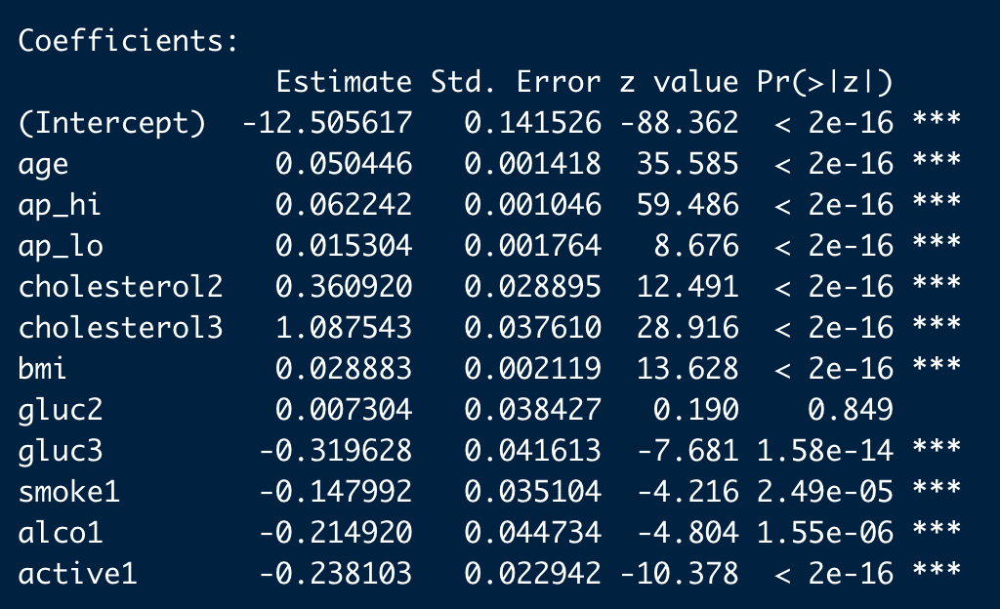 Coefficients:
Estimate Std. Error z value Pr(>|z|)
(Intercept) -12.505617 0.141526 -88.362 < 2e-16 ***
age 0.050446 0.001418 35.585 < 2e-16 ***
ap_hi 0.062242 0.001046 59.486 < 2e-16 ***
ap_lo 0.015304 0.001764 8.676 < 2e-16 ***
cholesterol2 0.360920 0.028895 12.491 < 2e-16 ***
cholesterol3 1.087543 0.037610 28.916 < 2e-16 ***
bmi 0.028883 0.002119 13.628 < 2e-16 ***
gluc2 0.007304 0.038427 0.190 0.849
gluc3 -0.319628 0.041613 -7.681 1.58e-14 ***
smoke1 -0.147992 0.035104 -4.216 2.49e-05 ***
alco1 -0.214920 0.044734 -4.804 1.55e-06 ***
active1 -0.238103 0.022942 -10.378 < 2e-16 ***